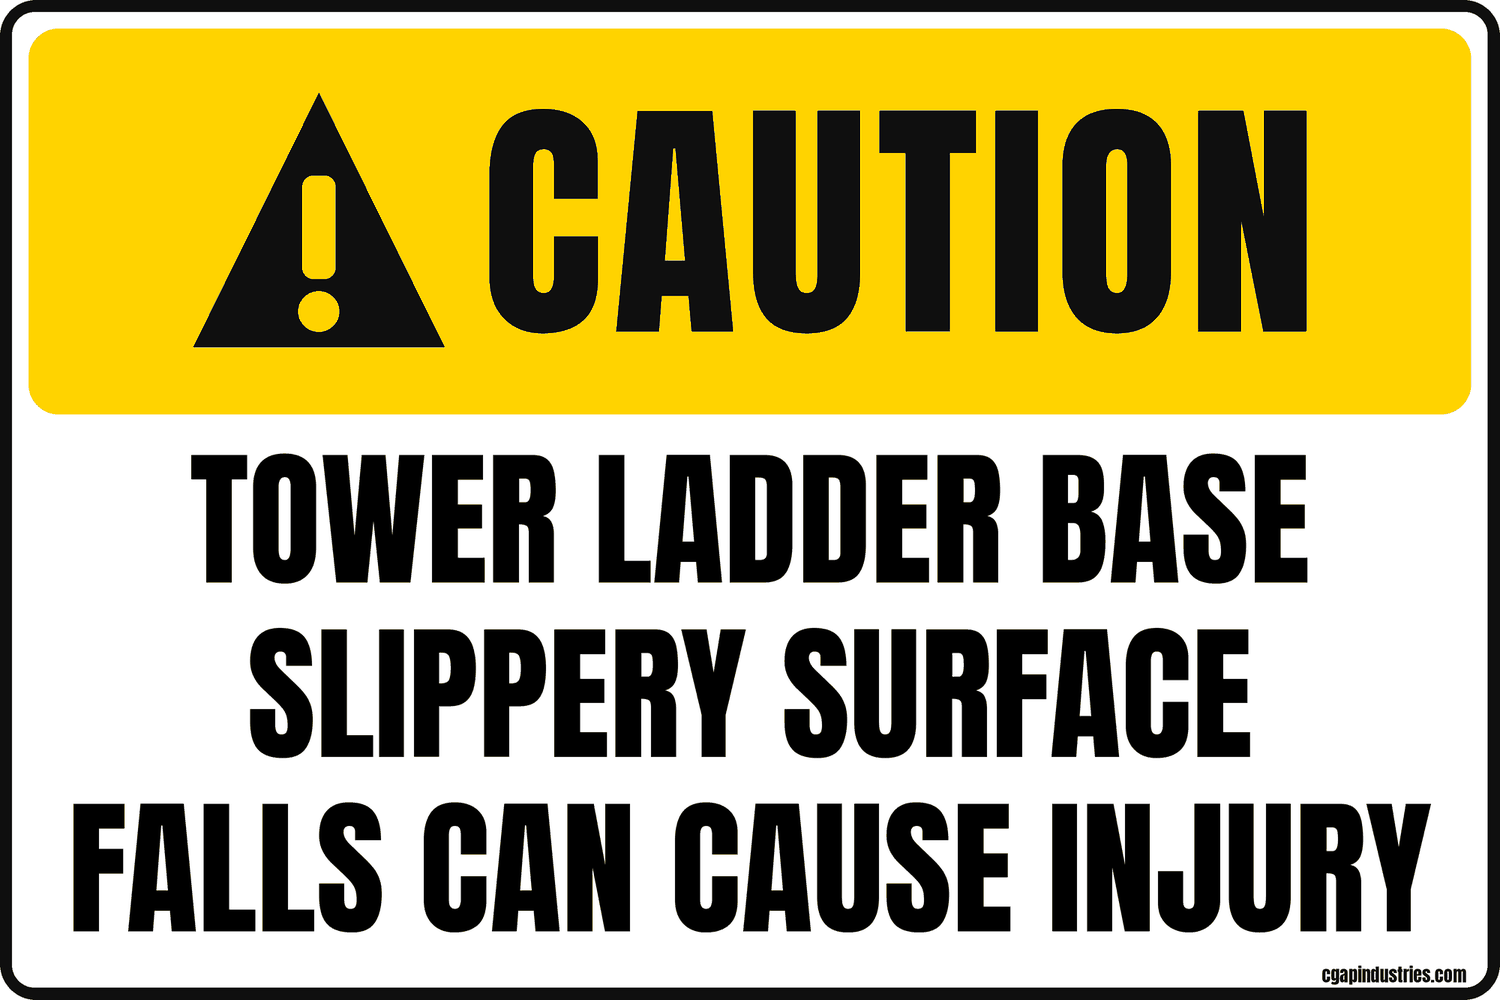 CAUTION
TOWER LADDER BASE
SLIPPERY SURFACE
FALLS CAN CAUSE INJURY
cgapindustries.com